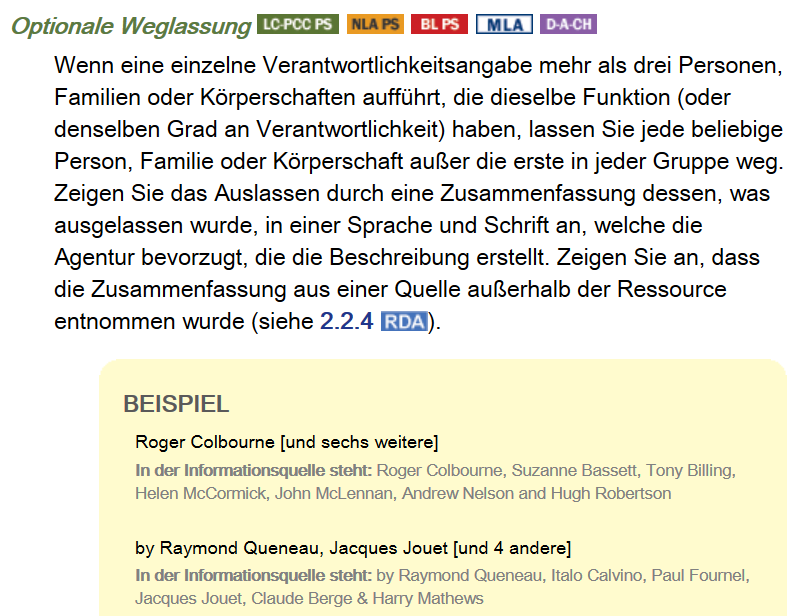 Optionale Weglassung LC-PCC PS NLA PS BL PS MLA D-A-CH
Wenn eine einzelne Verantwortlichkeitsangabe mehr als drei Personen,
Familien oder Körperschaften aufführt, die dieselbe Funktion (oder
denselben Grad an Verantwortlichkeit) haben, lassen Sie jede beliebige
Person, Familie oder Körperschaft außer die erste in jeder Gruppe weg.
Zeigen Sie das Auslassen durch eine Zusammenfassung dessen, was
ausgelassen wurde, in einer Sprache und Schrift an, welche die
Agentur bevorzugt, die die Beschreibung erstellt. Zeigen Sie an, dass
die Zusammenfassung aus einer Quelle außerhalb der Ressource
entnommen wurde (siehe 2.2.4 RDA).
BEISPIEL
Roger Colbourne [und sechs weitere]
In der Informationsquelle steht: Roger Colbourne, Suzanne Bassett, Tony Billing,
Helen McCormick, John McLennan, Andrew Nelson and Hugh Robertson
by Raymond Queneau, Jacques Jouet [und 4 andere]
In der Informationsquelle steht: by Raymond Queneau, Italo Calvino, Paul Fournel,
Jacques Jouet, Claude Berge & Harry Mathews